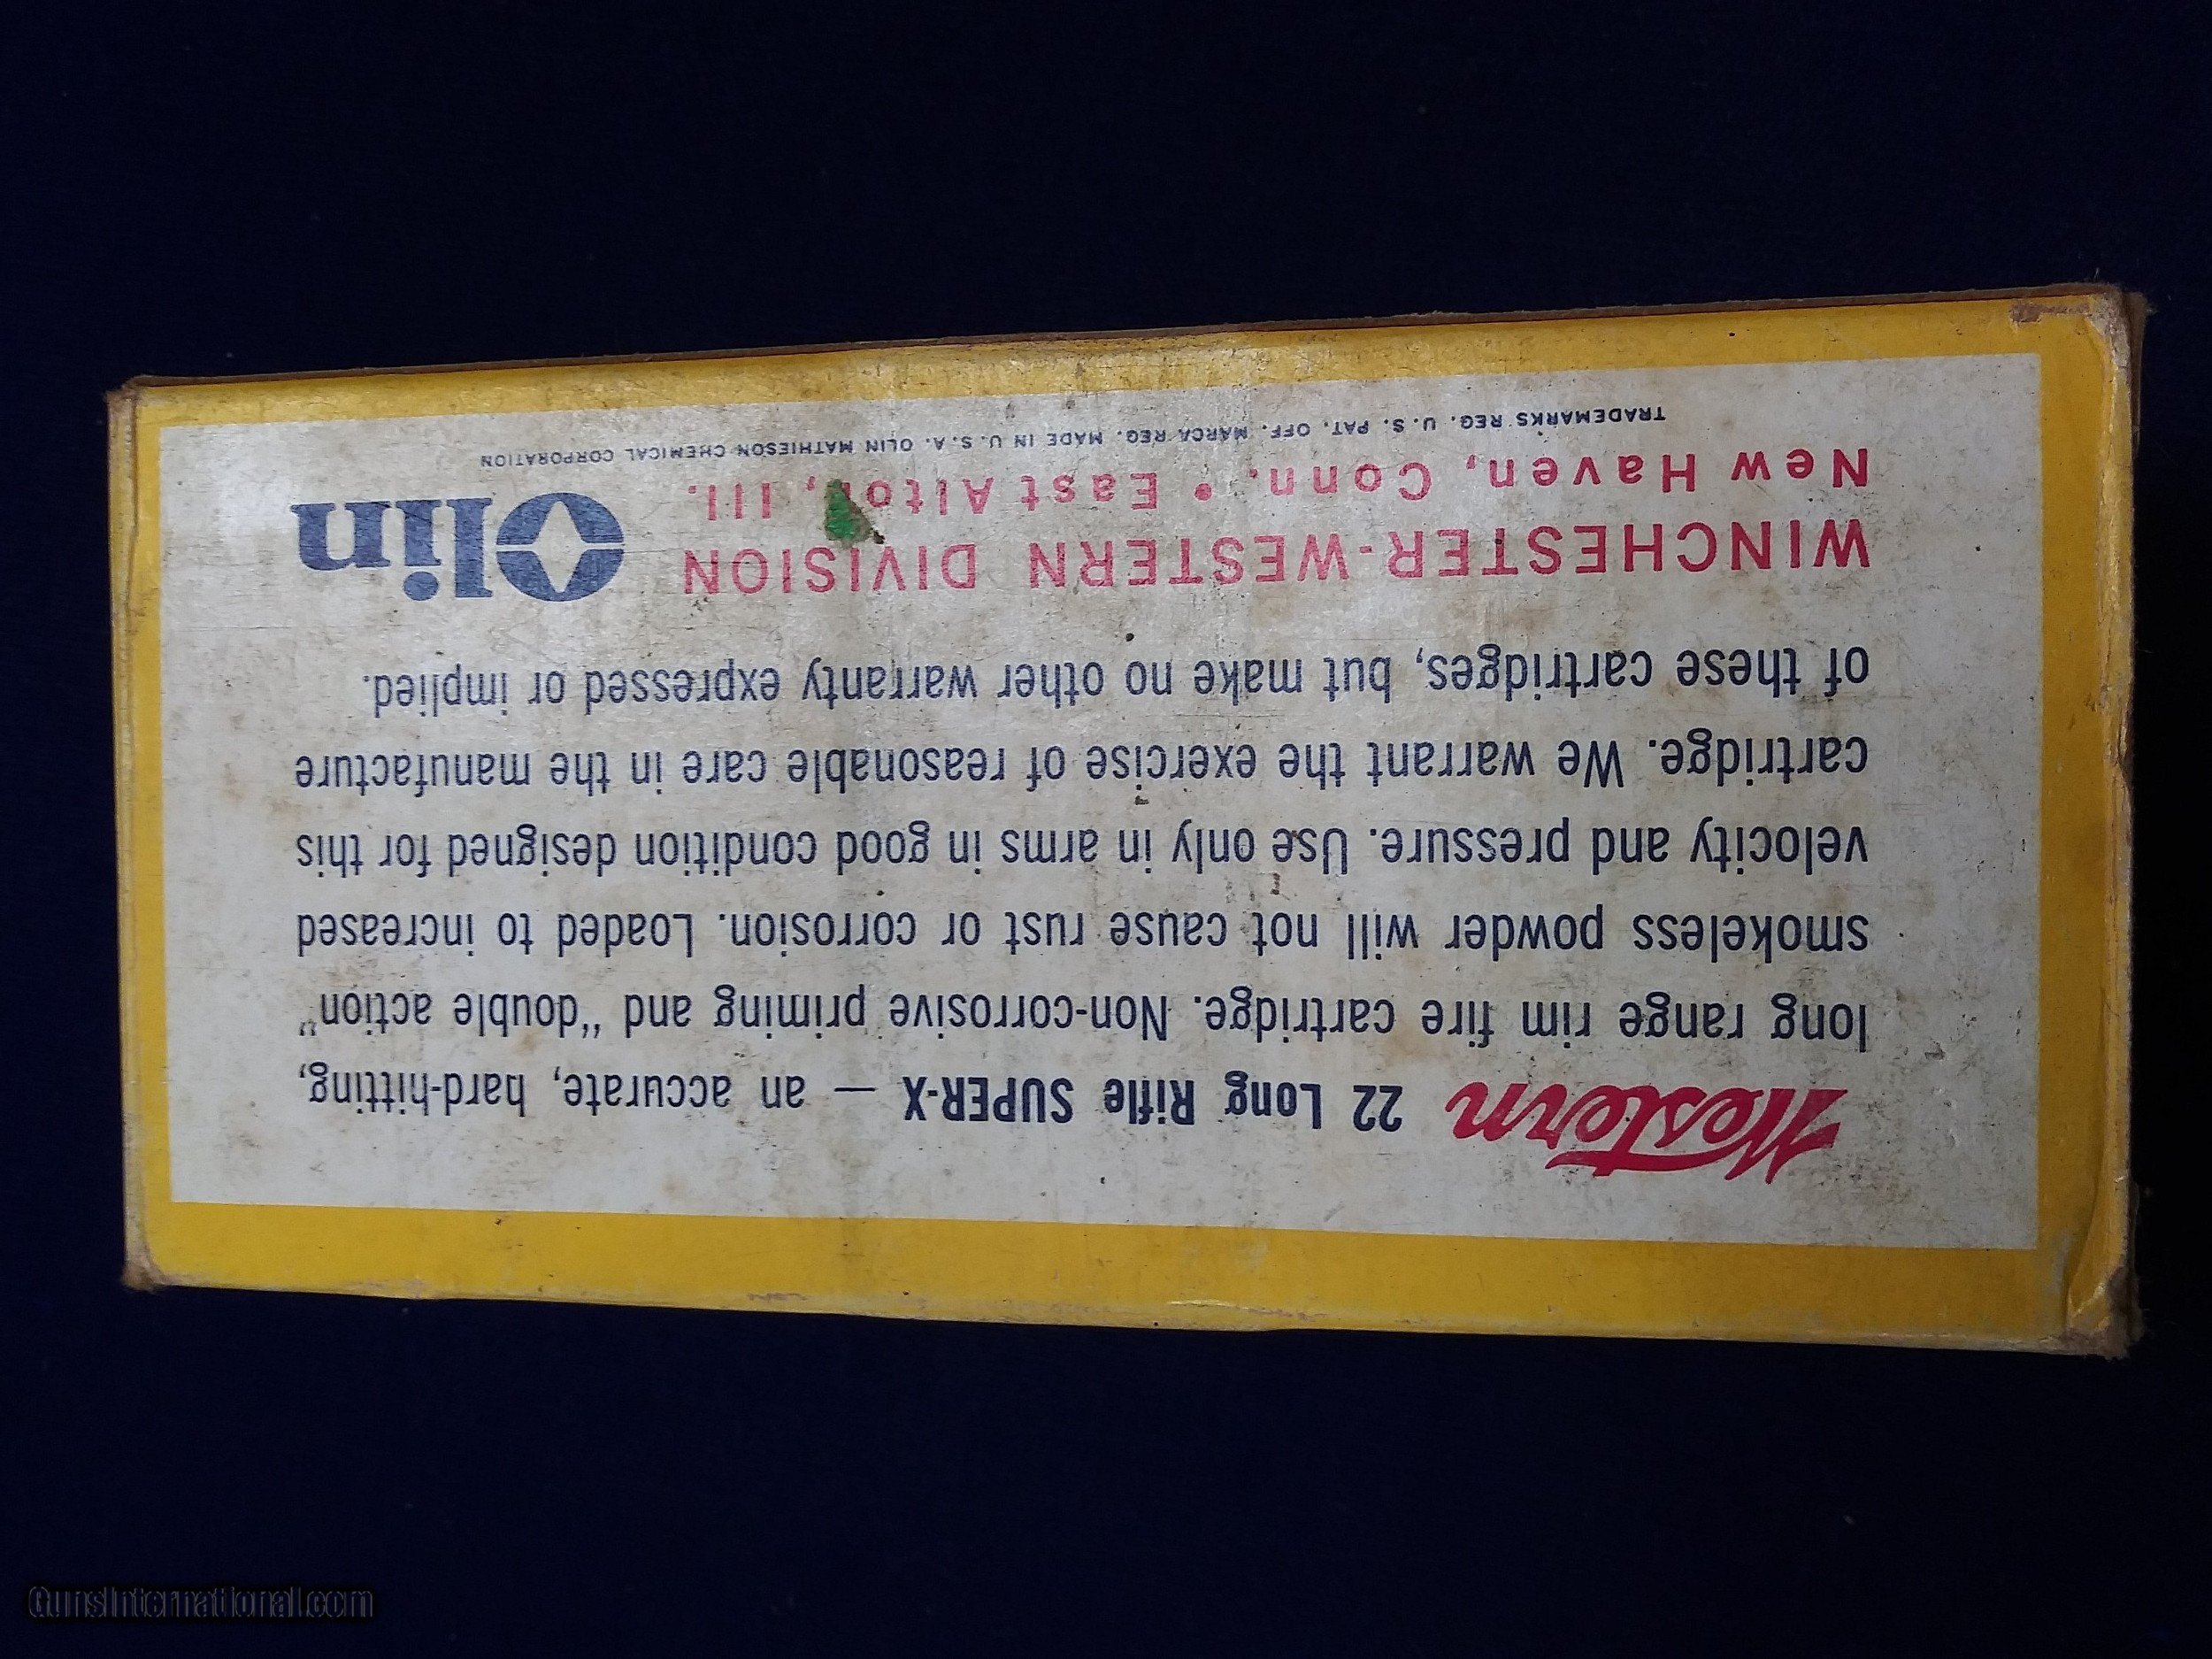 Western 22 Long Rifle SUPER-X — an accurate, hard-hitting,
long range rim fire cartridge. Non-corrosive priming and "double action"
smokeless powder will not cause rust or corrosion. Loaded to increased
velocity and pressure. Use only in arms in good condition designed for this
cartridge. We warrant the exercise of reasonable care in the manufacture
of these cartridges, but make no other warranty expressed or implied.
WINCHESTER-WESTERN DIVISION
New Haven, Conn. • East Alton, Ill.
Olin
TRADEMARKS REG. U.S. PAT. OFF. MARCA REG. MADE IN U.S.A. OLIN MATHIESON CHEMICAL CORPORATION
GunsInternational.com